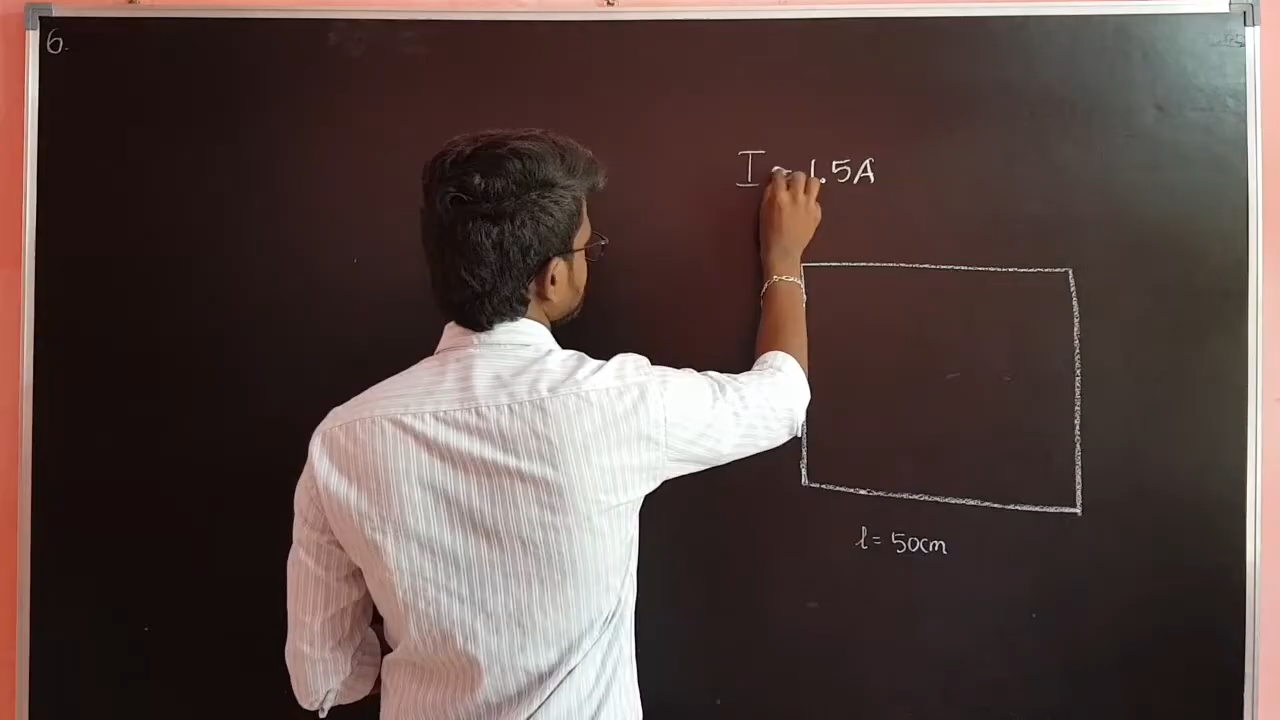 6.
I = 1.5A
l = 50cm